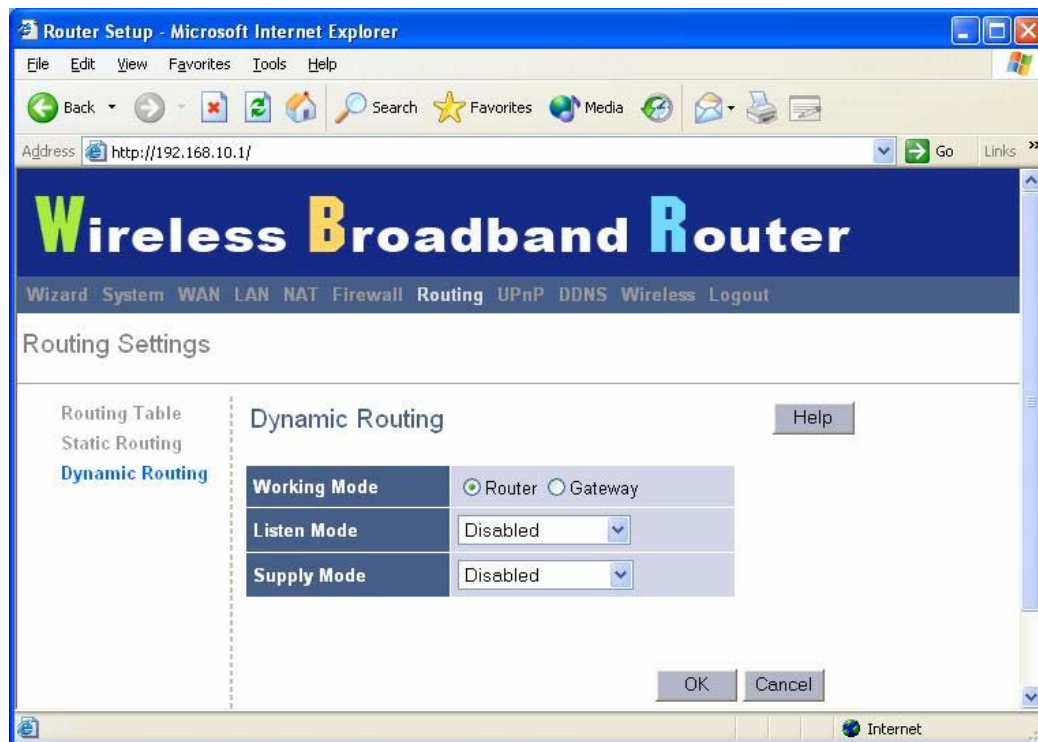 Router Setup - Microsoft Internet Explorer
File Edit View Favorites Tools Help
Back Search Favorites Media
Address http://192.168.10.1/ Go Links »
Wireless Broadband Router
Wizard System WAN LAN NAT Firewall Routing UPnP DDNS Wireless Logout
Routing Settings
Routing Table
Static Routing
Dynamic Routing
Dynamic Routing Help
Working Mode Router Gateway
Listen Mode Disabled
Supply Mode Disabled
OK Cancel
Internet